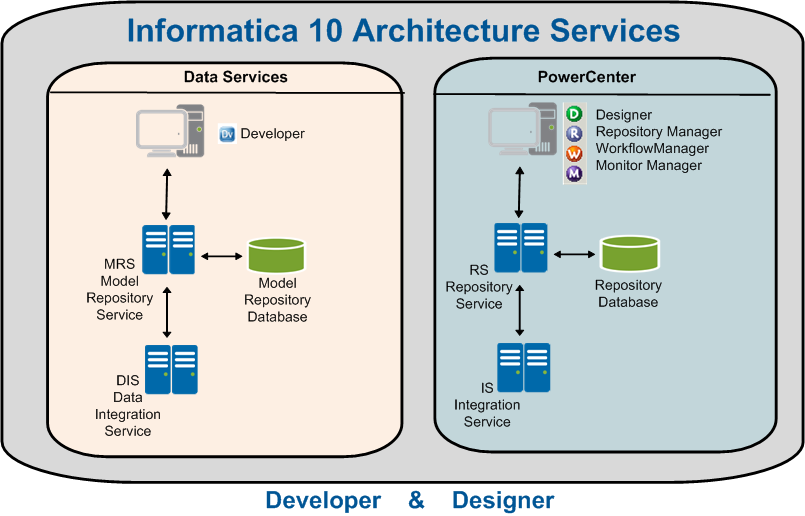 Informatica 10 Architecture Services
Data Services
Dv
Developer
MRS
Model
Repository
Service
Model
Repository
Database
DIS
Data
Integration
Service
PowerCenter
D
Designer
R
Repository Manager
W
WorkflowManager
M
Monitor Manager
RS
Repository
Service
Repository
Database
IS
Integration
Service
Developer & Designer